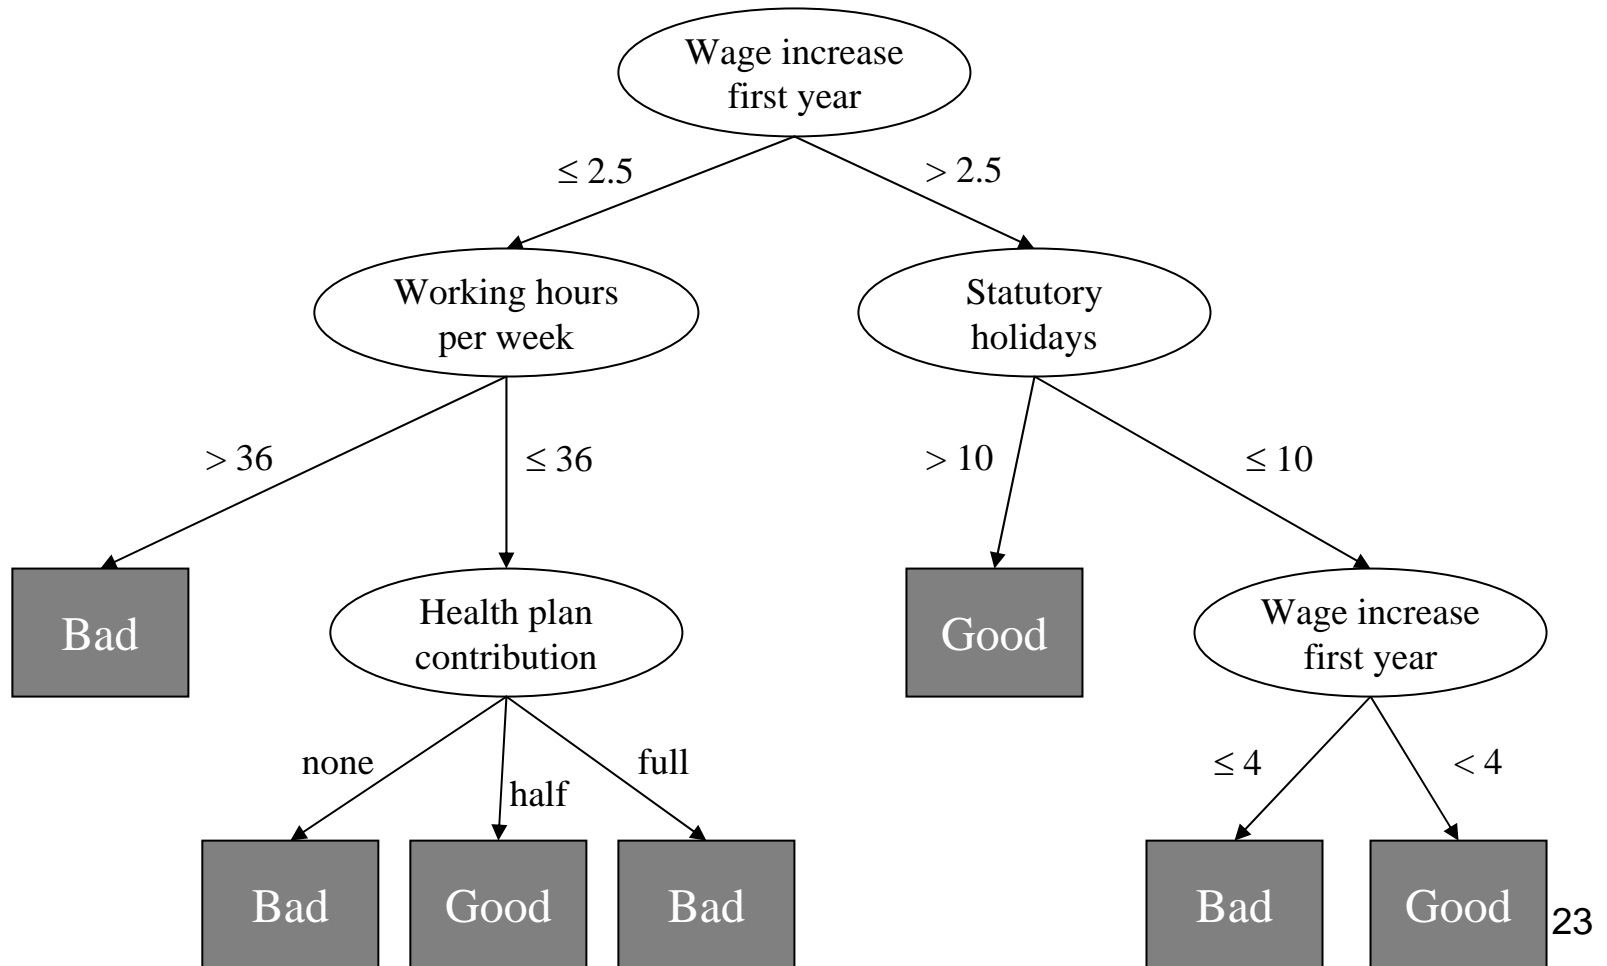 Wage increase
first year
≤ 2.5
> 2.5
Working hours
per week
Statutory
holidays
> 36
≤ 36
> 10
≤ 10
Bad
Health plan
contribution
Good
Wage increase
first year
none
half
full
≤ 4
< 4
Bad
Good
Bad
Bad
Good
23